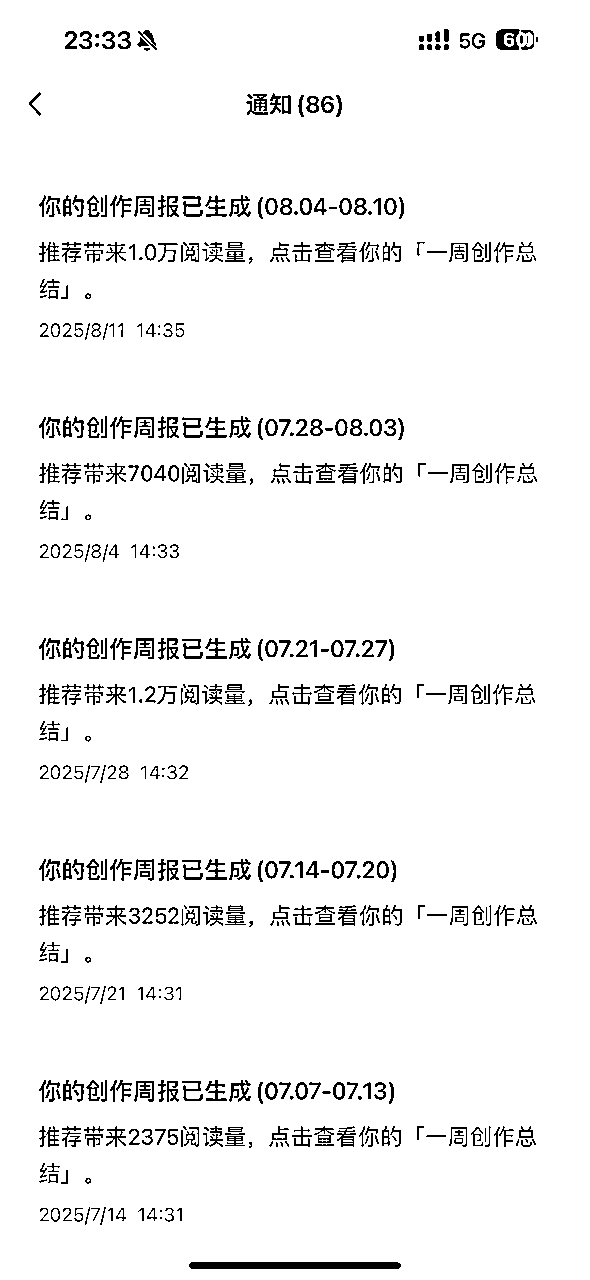 23:33 5G 60
通知 (86)
你的创作周报已生成 (08.04-08.10)
推荐带来1.0万阅读量，点击查看你的「一周创作总
结」。
2025/8/11 14:35
你的创作周报已生成 (07.28-08.03)
推荐带来7040阅读量，点击查看你的「一周创作总
结」。
2025/8/4 14:33
你的创作周报已生成 (07.21-07.27)
推荐带来1.2万阅读量，点击查看你的「一周创作总
结」。
2025/7/28 14:32
你的创作周报已生成 (07.14-07.20)
推荐带来3252阅读量，点击查看你的「一周创作总
结」。
2025/7/21 14:31
你的创作周报已生成 (07.07-07.13)
推荐带来2375阅读量，点击查看你的「一周创作总
结」。
2025/7/14 14:31